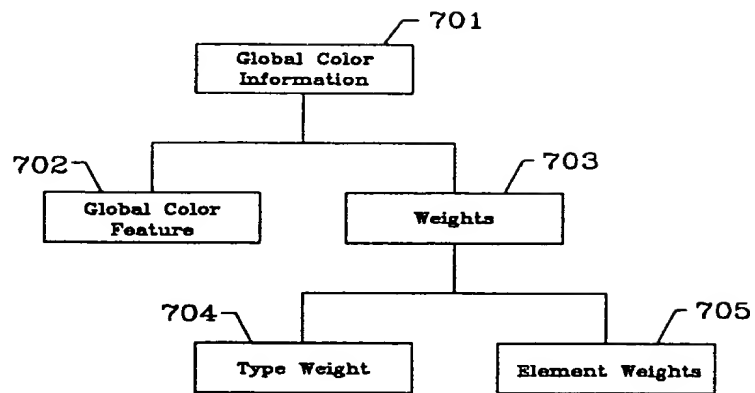 701
Global Color
Information
702
703
Global Color
Feature
Weights
704
705
Type Weight
Element Weights